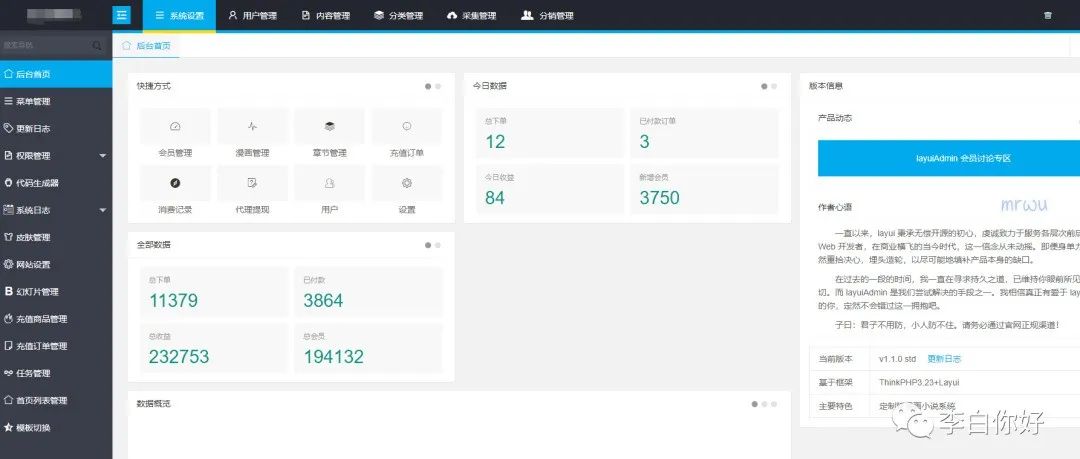 系统设置
用户管理
内容管理
分类管理
采集管理
分销管理
搜索导航
后台首页
后台首页
菜单管理
更新日志
权限管理
代码生成器
系统日志
皮肤管理
网站设置
幻灯片管理
充值商品管理
充值订单管理
任务管理
首页列表管理
模板切换
快捷方式
会员管理
漫画管理
章节管理
充值订单
消费记录
代理提现
用户
设置
今日数据
总下单
12
已付款订单
3
今日收益
84
新增会员
3750
全部数据
总下单
11379
已付款
3864
总收益
232753
总会员
194132
数据概览
版本信息
产品动态
layuiAdmin 会员讨论专区
作者心语
mrwu
一直以来，layui 秉承无偿开源的初心，虔诚致力于服务各层次前后
Web 开发者，在商业横飞的当今时代，这一信念从未动摇。即便身单力
然重拾决心，埋头造轮，以尽可能地填补产品本身的缺口。
在过去的一段的时间，我一直在寻求持久之道，已维持你眼前所见
切。而 layuiAdmin 是我们尝试解决的手段之一。我相信真正有爱于 lay
的你，定然不会错过这一拥抱吧。
子曰：君子不用防，小人防不住。请务必通过官网正规渠道！
当前版本 v1.1.0 std 更新日志
基于框架 ThinkPHP3.23+Layui
主要特色 定制版漫画小说系统
李白你好